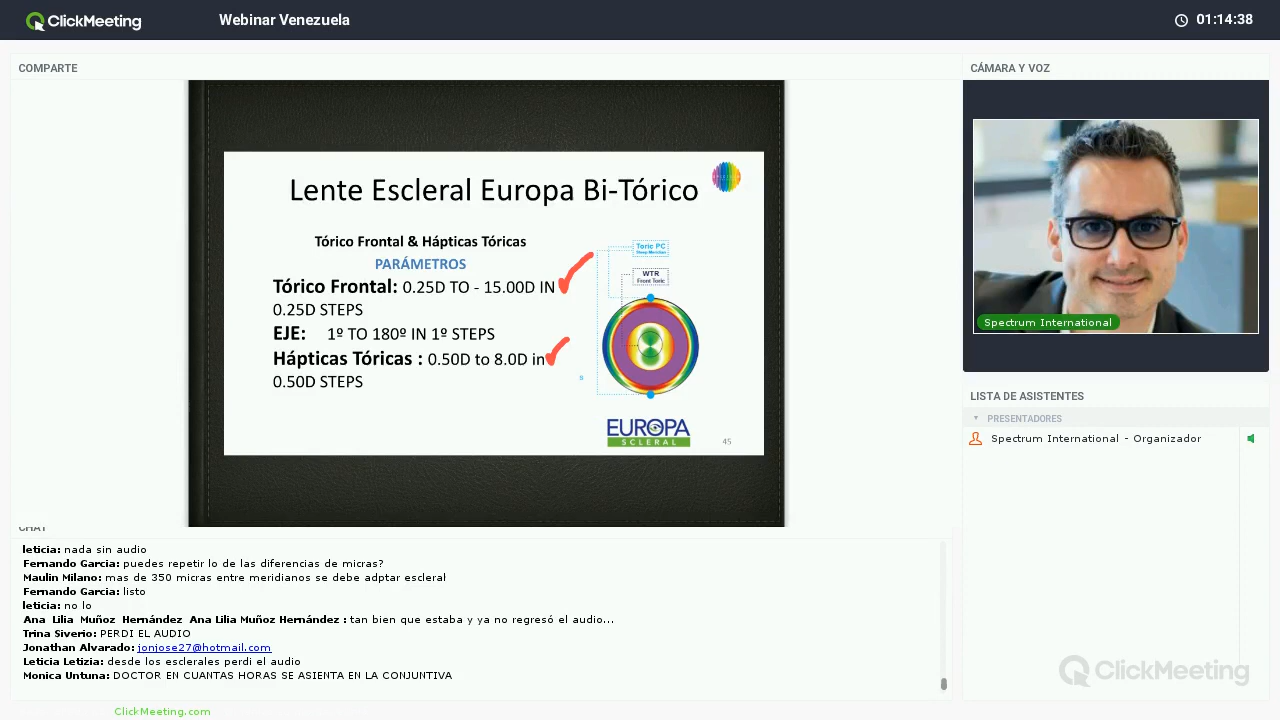 ClickMeeting
Webinar Venezuela
01:14:38
COMPARTE
Lente Escleral Europa Bi-Tórico
Tórico Frontal & Hápticas Tóricas
PARÁMETROS
Tórico Frontal: 0.25D TO - 15.00D IN
0.25D STEPS
EJE: 1º TO 180º IN 1º STEPS
Hápticas Tóricas : 0.50D to 8.0D in
0.50D STEPS
Toric PC
Steep Meridian
WTR
Front Toric
EUROPA
SCLERAL
45
CÁMARA Y VOZ
Spectrum International
LISTA DE ASISTENTES
PRESENTADORES
Spectrum International - Organizador
CHAT
leticia: nada sin audio
Fernando Garcia: puedes repetir lo de las diferencias de micras?
Maulin Milano: mas de 350 micras entre meridianos se debe adptar escleral
Fernando Garcia: listo
leticia: no lo
Ana Lilia Muñoz Hernández Ana Lilia Muñoz Hernández : tan bien que estaba y ya no regresó el audio...
Trina Siverio: PERDI EL AUDIO
Jonathan Alvarado: jonjose27@hotmail.com
Leticia Letizia: desde los esclerales perdi el audio
Monica Untuna: DOCTOR EN CUANTAS HORAS SE ASIENTA EN LA CONJUNTIVA
ClickMeeting
ClickMeeting.com